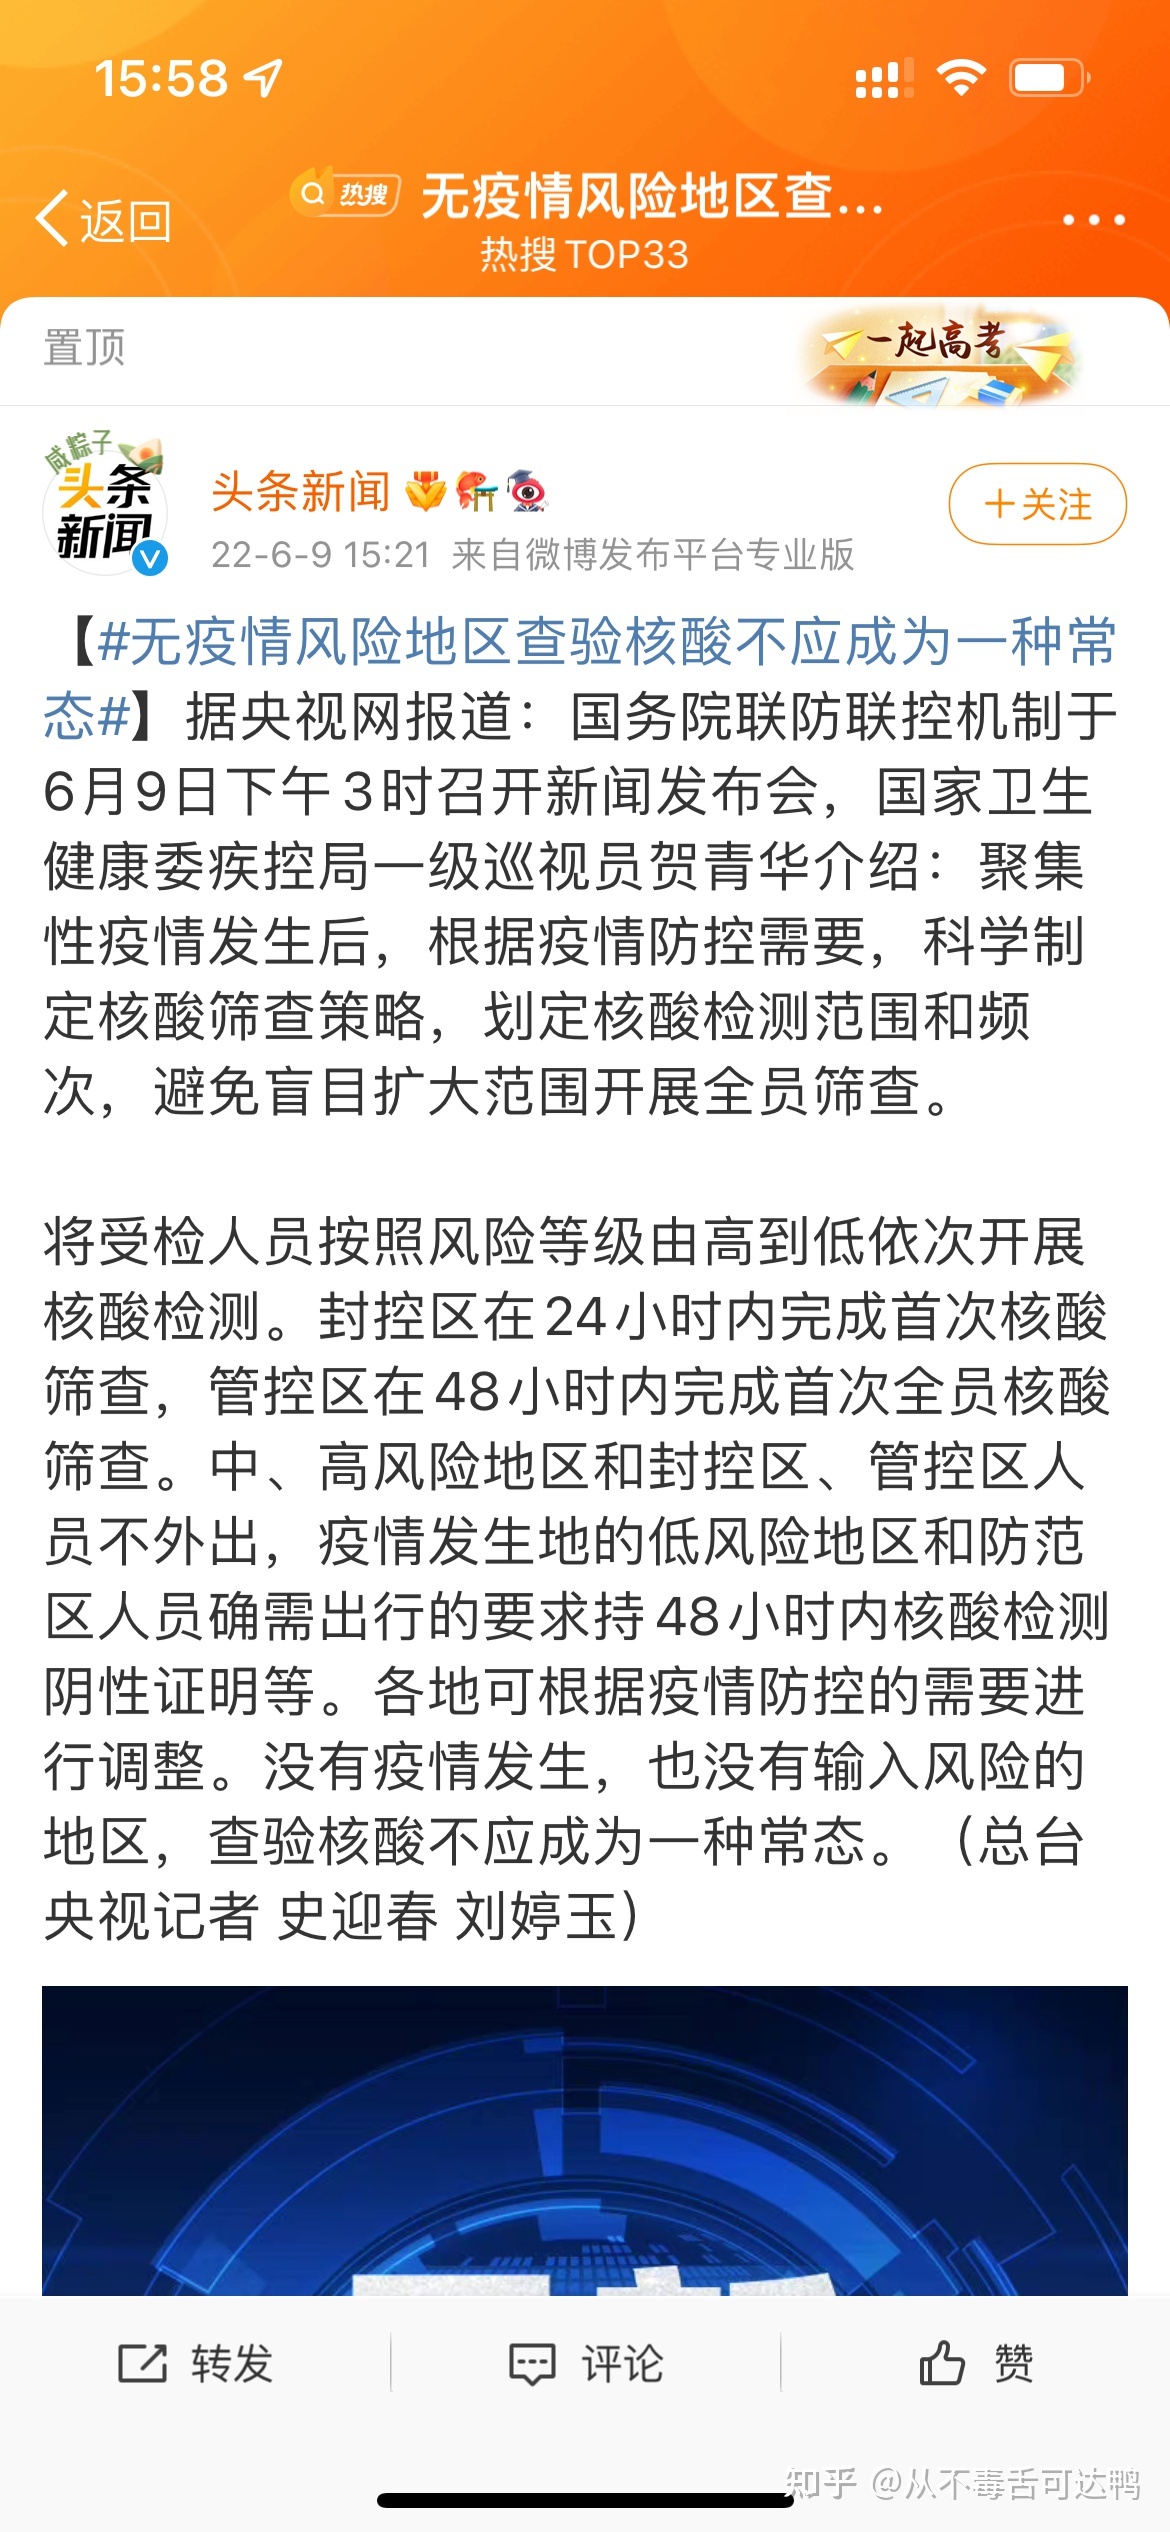 15:58
返回
热搜
无疫情风险地区查...
热搜TOP33
置顶
一起高考
咸粽子
头条
新闻
头条新闻
22-6-9 15:21 来自微博发布平台专业版
+关注
【#无疫情风险地区查验核酸不应成为一种常
态#】据央视网报道：国务院联防联控机制于
6月9日下午3时召开新闻发布会，国家卫生
健康委疾控局一级巡视员贺青华介绍：聚集
性疫情发生后，根据疫情防控需要，科学制
定核酸筛查策略，划定核酸检测范围和频
次，避免盲目扩大范围开展全员筛查。
将受检人员按照风险等级由高到低依次开展
核酸检测。封控区在24小时内完成首次核酸
筛查，管控区在48小时内完成首次全员核酸
筛查。中、高风险地区和封控区、管控区人
员不外出，疫情发生地的低风险地区和防范
区人员确需出行的要求持48小时内核酸检测
阴性证明等。各地可根据疫情防控的需要进
行调整。没有疫情发生，也没有输入风险的
地区，查验核酸不应成为一种常态。（总台
央视记者 史迎春 刘婷玉）
转发
评论
赞
知乎 @从不毒舌可达鸭